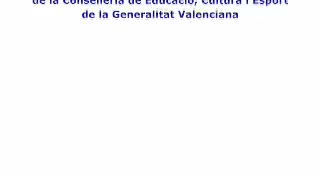 de la Conselleria de Educació, Cultura i Esport
de la Generalitat Valenciana